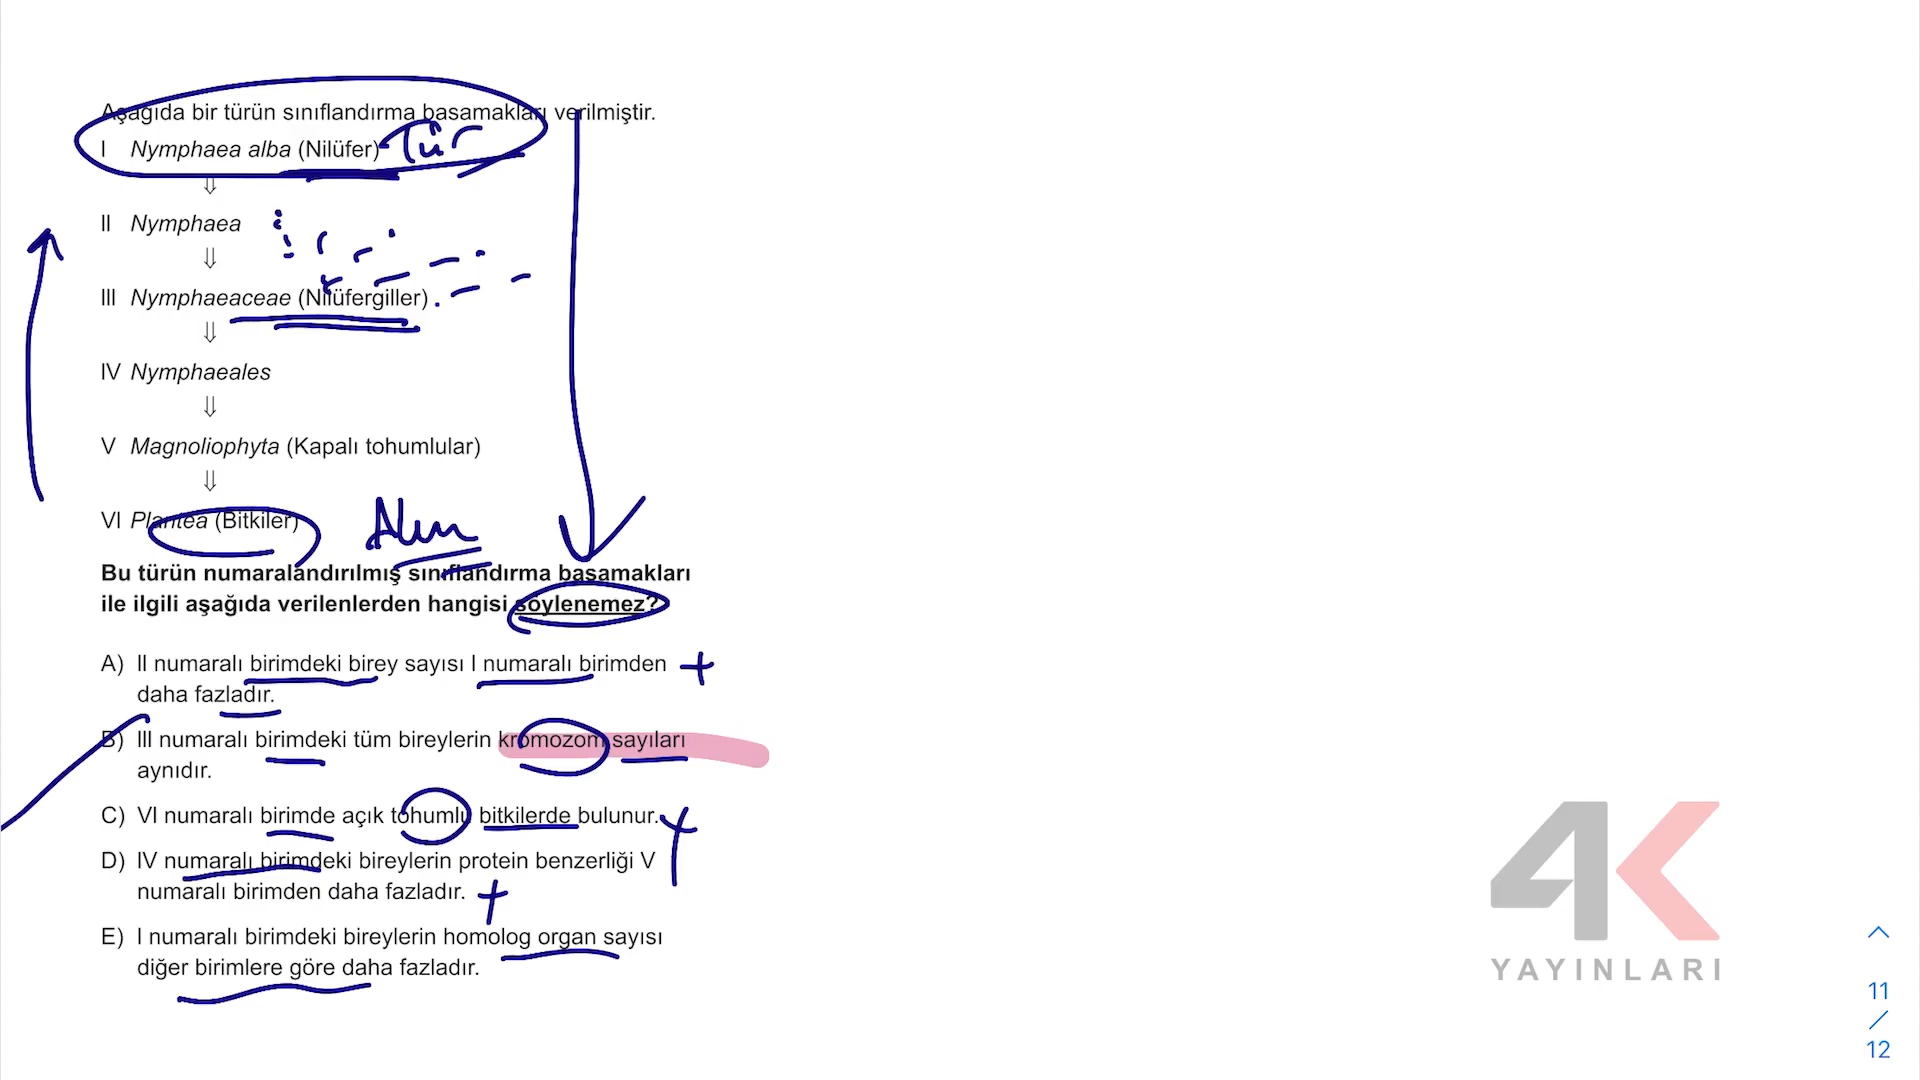 Aşağıda bir türün sınıflandırma basamakları verilmiştir.
I Nymphaea alba (Nilüfer) Tür
⇓
II Nymphaea
⇓
III Nymphaeaceae (Nilüfergiller)
⇓
IV Nymphaeales
⇓
V Magnoliophyta (Kapalı tohumlular)
⇓
VI Plantea (Bitkiler) Alem
Bu türün numaralandırılmış sınıflandırma basamakları
ile ilgili aşağıda verilenlerden hangisi söylenemez?
A) II numaralı birimdeki birey sayısı I numaralı birimden +
daha fazladır.
B) III numaralı birimdeki tüm bireylerin kromozom sayıları
aynıdır.
C) VI numaralı birimde açık tohumlu bitkilerde bulunur. +
D) IV numaralı birimdeki bireylerin protein benzerliği V
numaralı birimden daha fazladır. +
E) I numaralı birimdeki bireylerin homolog organ sayısı
diğer birimlere göre daha fazladır.
4K
YAYINLARI
11
/
12